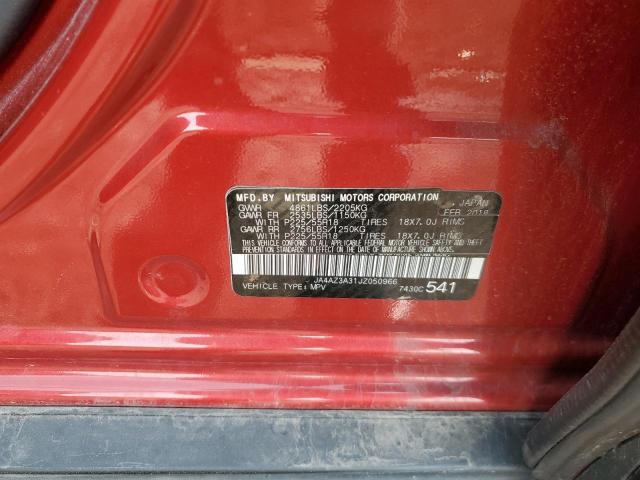 MFD.BY MITSUBISHI MOTORS CORPORATION
GWWR 4861LBS/2205KG JAPAN
GAWR FR 2535LBS/1150KG FEB 2018
WITH P225/55R18 TIRES 18X7.0J RIMS
GAWR RR 2756LBS/1250KG
WITH P225/55R18 TIRES 18X7.0J RIMS
THIS VEHICLE CONFORMS TO ALL APPLICABLE FEDERAL
MOTOR VEHICLE SAFETY AND THEFT PREVENTION
STANDARDS IN EFFECT ON THE DATE OF
MANUFACTURE SHOWN ABOVE.
JA4AZ3A31JZ050966
VEHICLE TYPE:MPV 7430C 541